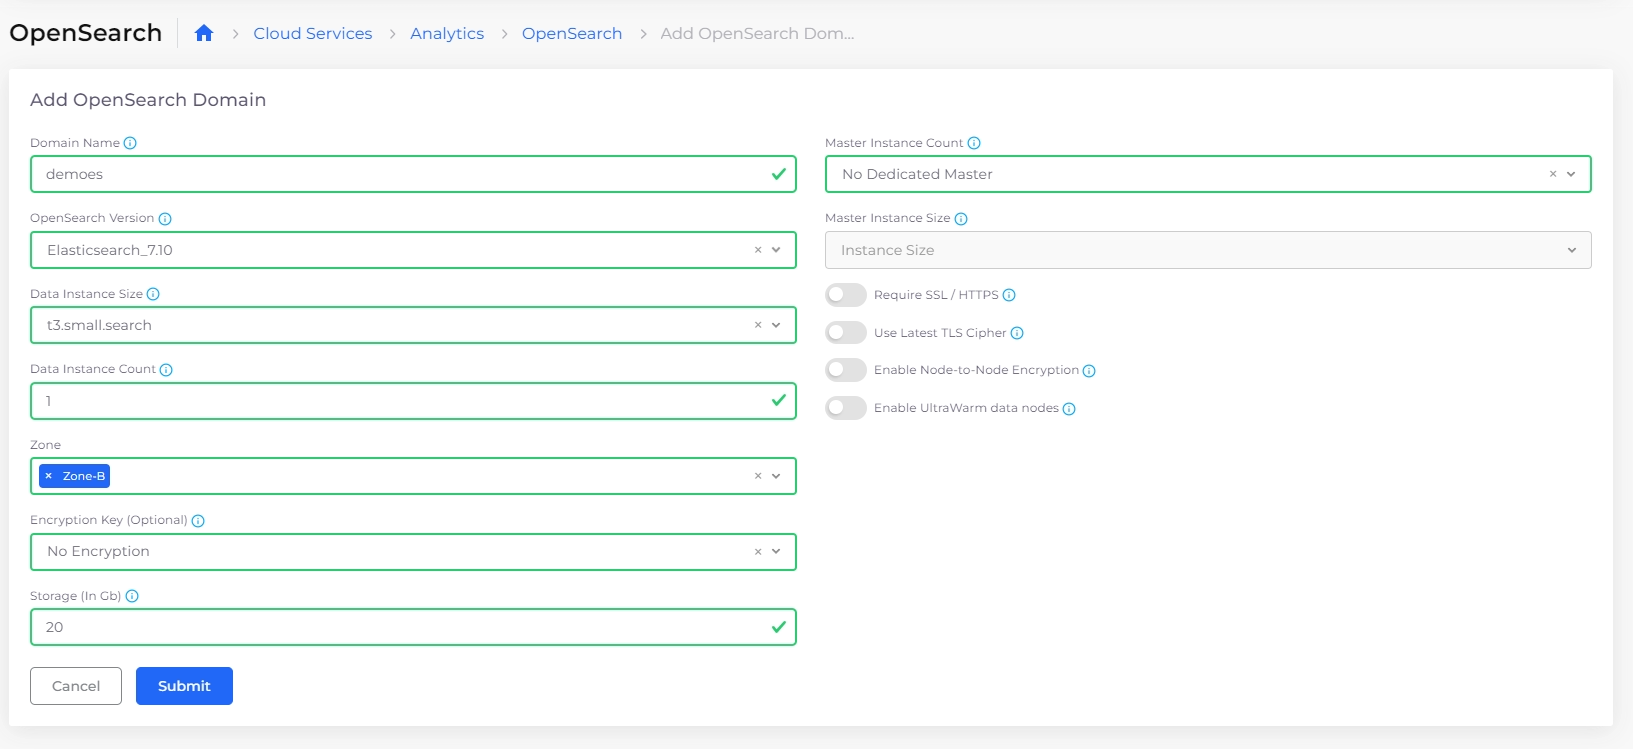 OpenSearch
Cloud Services
Analytics
OpenSearch
Add OpenSearch Dom...
Add OpenSearch Domain
Domain Name
demoes
OpenSearch Version
Elasticsearch_7.10
Data Instance Size
t3.small.search
Data Instance Count
1
Zone
× Zone-B
Encryption Key (Optional)
No Encryption
Storage (In Gb)
20
Cancel
Submit
Master Instance Count
No Dedicated Master
Master Instance Size
Instance Size
Require SSL / HTTPS
Use Latest TLS Cipher
Enable Node-to-Node Encryption
Enable UltraWarm data nodes